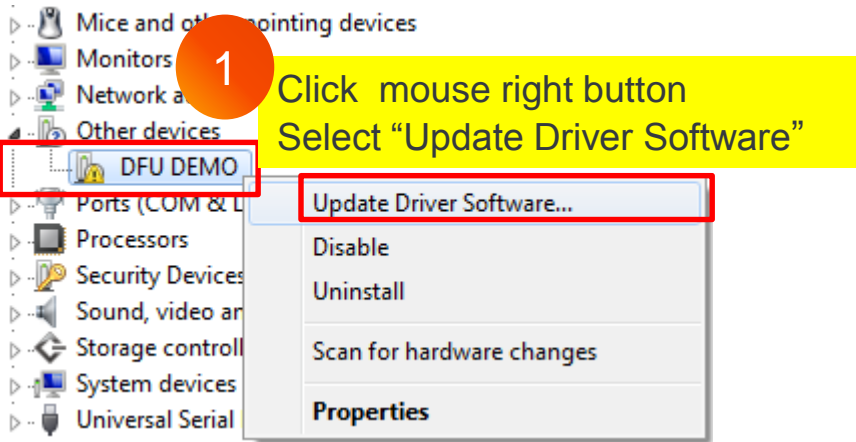 Mice and other pointing devices
Monitors
1
Network a
Click mouse right button
Select “Update Driver Software”
Other devices
DFU DEMO
Ports (COM & L
Update Driver Software...
Processors
Disable
Security Devices
Uninstall
Sound, video an
Storage controll
Scan for hardware changes
System devices
Universal Serial
Properties